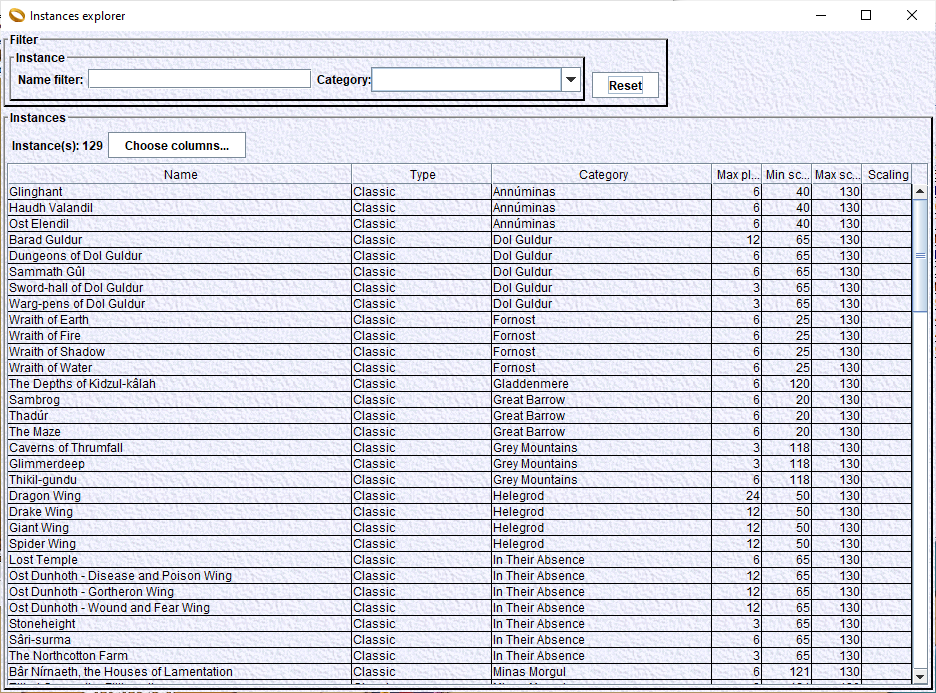 Instances explorer
Filter
Instance
Name filter: Category: Reset
Instances
Instance(s): 129 Choose columns...
Name Type Category Max pl... Min sc... Max sc... Scaling
Glinghant Classic Annúminas 6 40 130
Haudh Valandil Classic Annúminas 6 40 130
Ost Elendil Classic Annúminas 6 40 130
Barad Guldur Classic Dol Guldur 12 65 130
Dungeons of Dol Guldur Classic Dol Guldur 6 65 130
Sammath Gûl Classic Dol Guldur 6 65 130
Sword-hall of Dol Guldur Classic Dol Guldur 3 65 130
Warg-pens of Dol Guldur Classic Dol Guldur 3 65 130
Wraith of Earth Classic Fornost 6 25 130
Wraith of Fire Classic Fornost 6 25 130
Wraith of Shadow Classic Fornost 6 25 130
Wraith of Water Classic Fornost 6 25 130
The Depths of Kidzul-kâlah Classic Gladdenmere 6 120 130
Sambrog Classic Great Barrow 6 20 130
Thadúr Classic Great Barrow 6 20 130
The Maze Classic Great Barrow 6 20 130
Caverns of Thrumfall Classic Grey Mountains 3 118 130
Glimmerdeep Classic Grey Mountains 3 118 130
Thikil-gundu Classic Grey Mountains 6 118 130
Dragon Wing Classic Helegrod 24 50 130
Drake Wing Classic Helegrod 12 50 130
Giant Wing Classic Helegrod 12 50 130
Spider Wing Classic Helegrod 12 50 130
Lost Temple Classic In Their Absence 6 65 130
Ost Dunhoth - Disease and Poison Wing Classic In Their Absence 12 65 130
Ost Dunhoth - Gortheron Wing Classic In Their Absence 12 65 130
Ost Dunhoth - Wound and Fear Wing Classic In Their Absence 12 65 130
Stoneheight Classic In Their Absence 3 65 130
Sâri-surma Classic In Their Absence 6 65 130
The Northcotton Farm Classic In Their Absence 3 65 130
Bâr Nírnaeth, the Houses of Lamentation Classic Minas Morgul 6 121 130